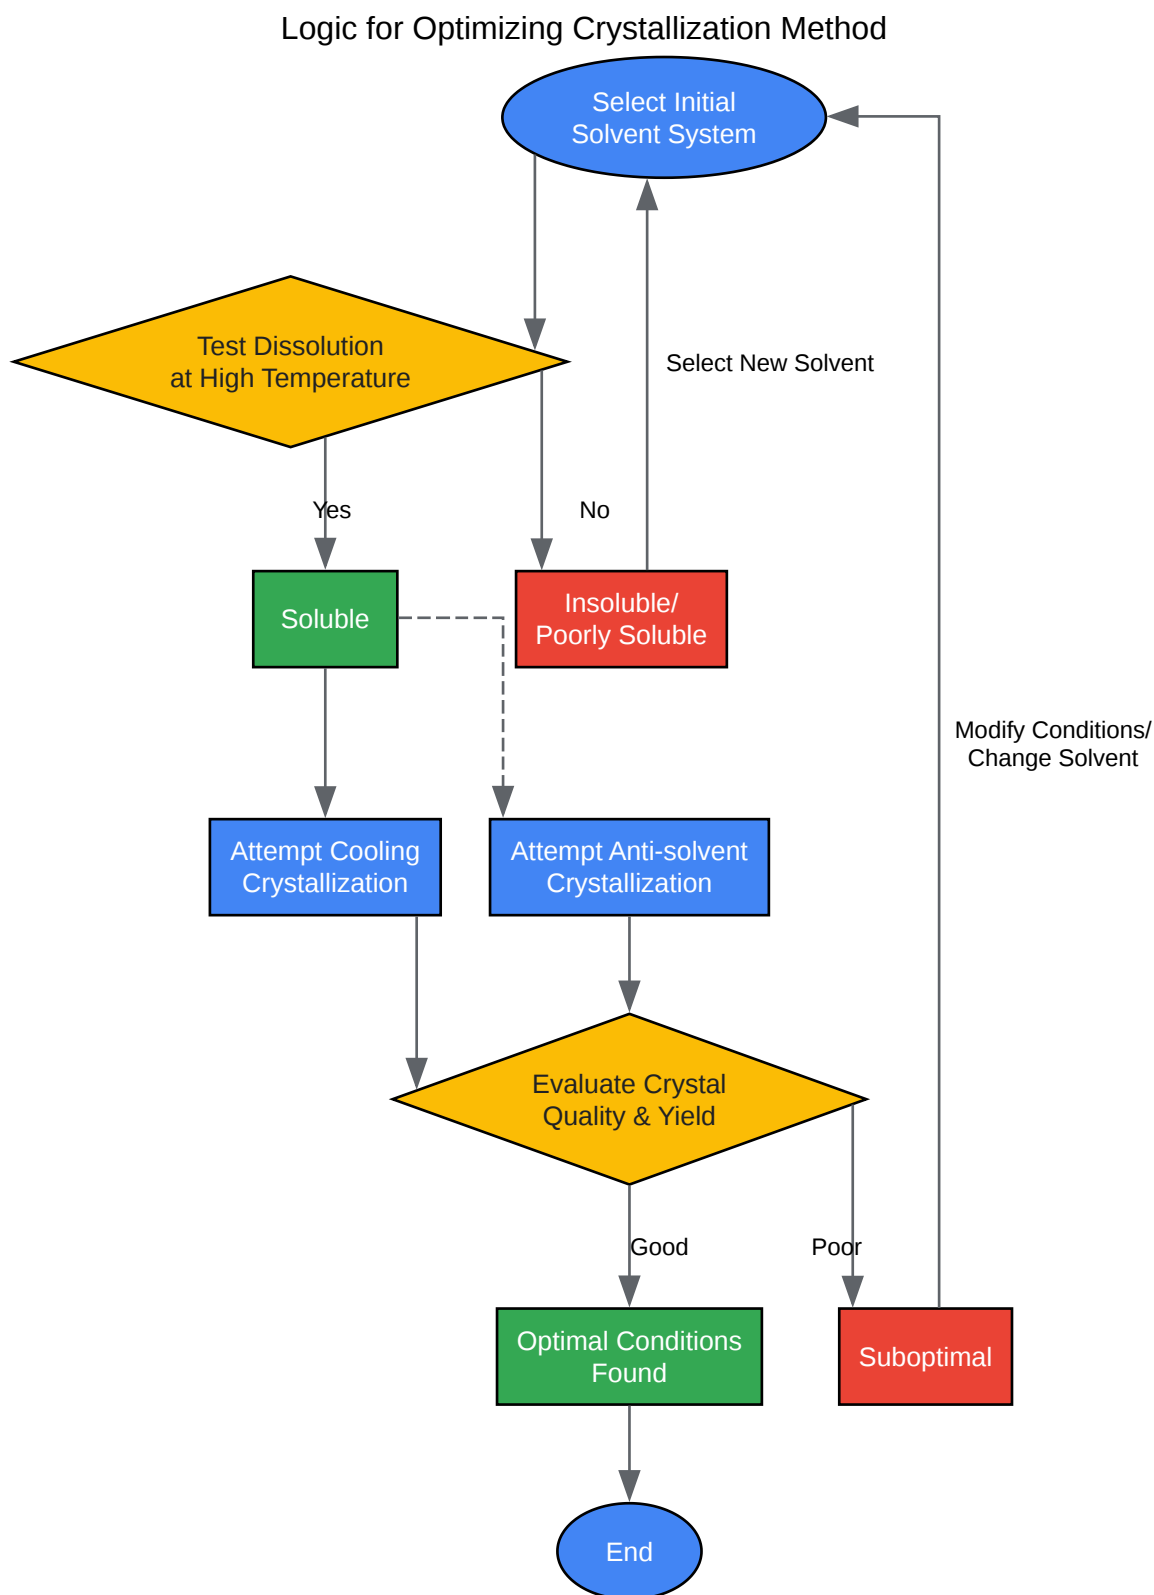 Logic for Optimizing Crystallization Method
Select Initial
Solvent System
Test Dissolution
at High Temperature
Select New Solvent
Yes
No
Soluble
Insoluble/
Poorly Soluble
Modify Conditions/
Change Solvent
Attempt Cooling
Crystallization
Attempt Anti-solvent
Crystallization
Evaluate Crystal
Quality & Yield
Good
Poor
Optimal Conditions
Found
Suboptimal
End